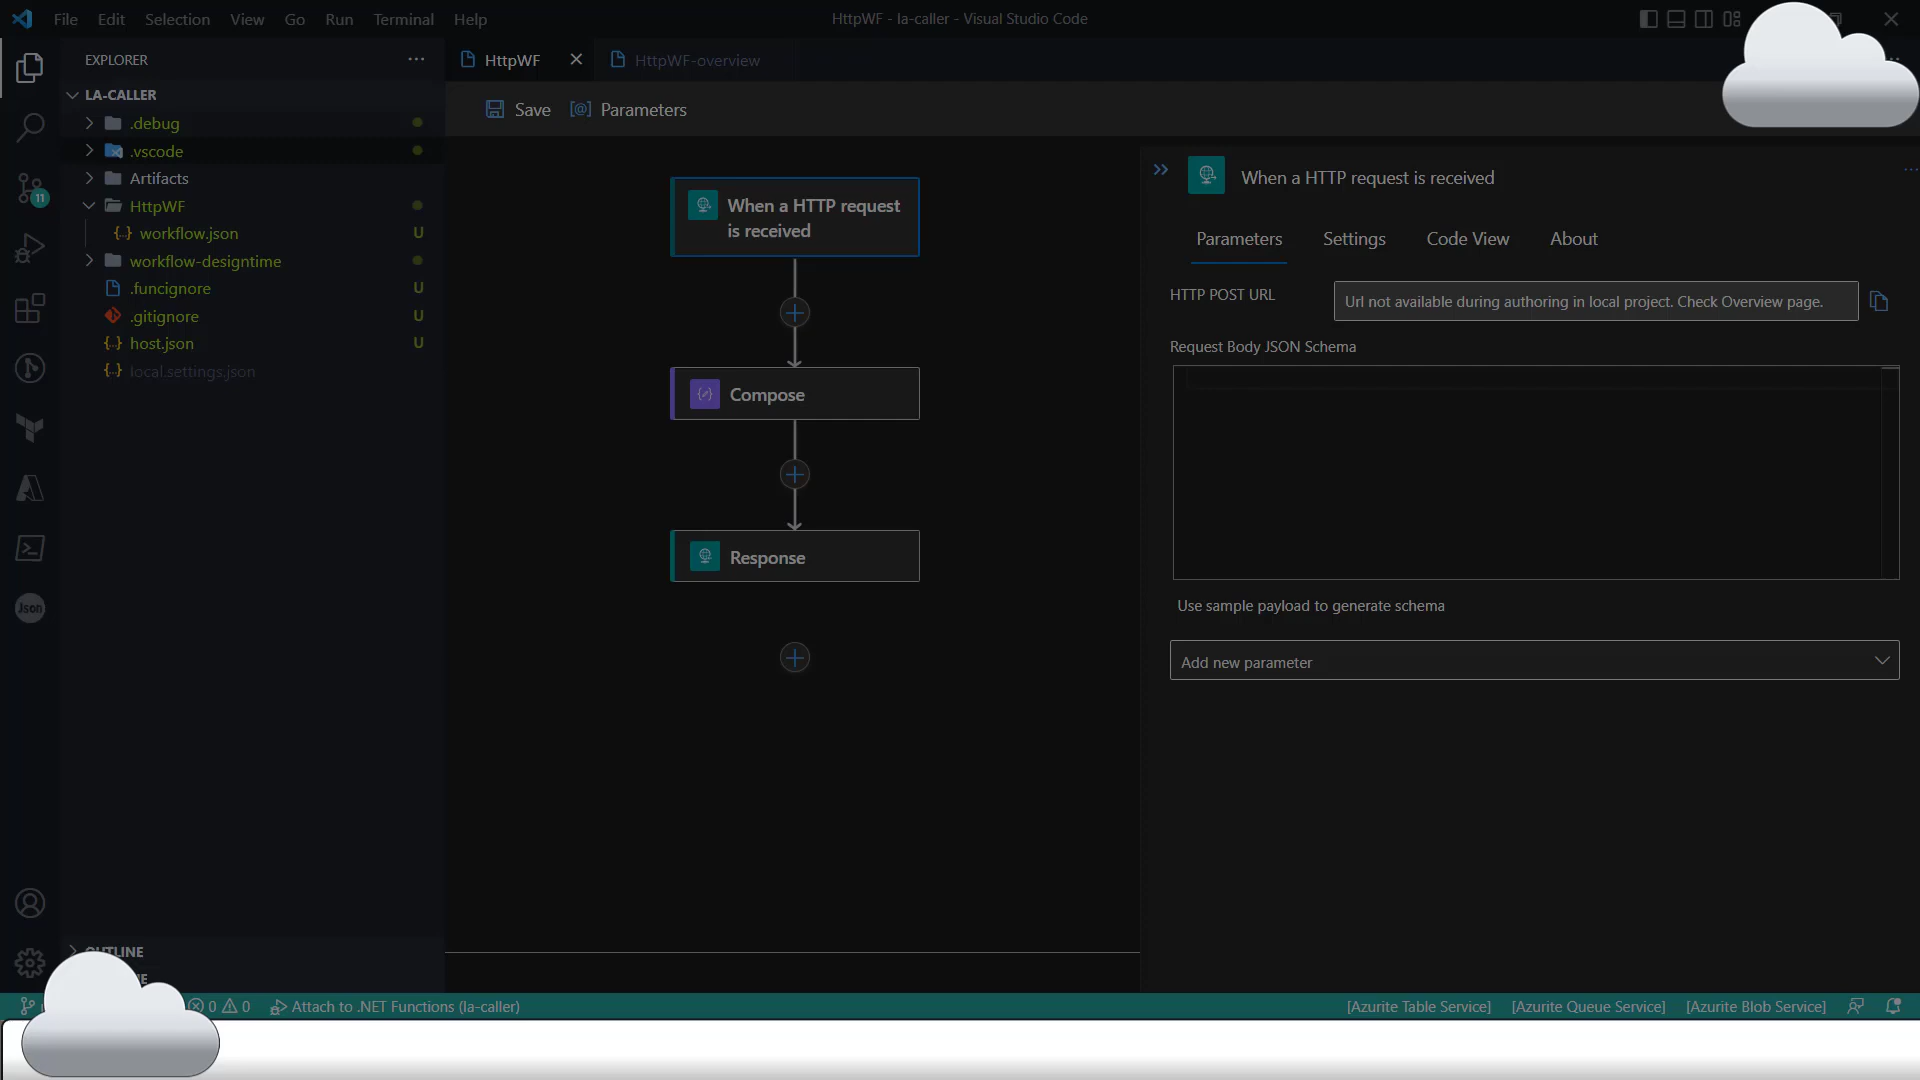 File Edit Selection View Go Run Terminal Help
HttpWF - la-caller - Visual Studio Code
EXPLORER
LA-CALLER
.debug
.vscode
Artifacts
HttpWF
workflow.json U
workflow-designtime
.funcignore U
.gitignore U
host.json U
local.settings.json
11
Json
OUTLINE
HttpWF
HttpWF-overview
Save
Parameters
When a HTTP request
is received
Compose
Response
When a HTTP request is received
Parameters Settings Code View About
HTTP POST URL
Url not available during authoring in local project. Check Overview page.
Request Body JSON Schema
Use sample payload to generate schema
Add new parameter
0 0
Attach to .NET Functions (la-caller)
[Azurite Table Service] [Azurite Queue Service] [Azurite Blob Service]